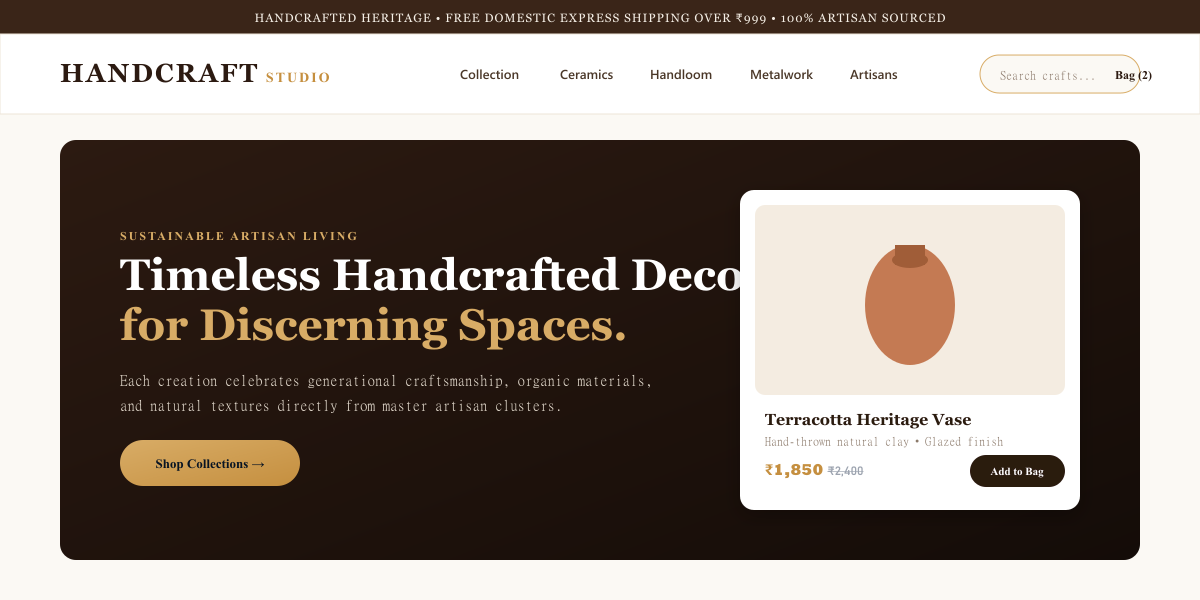 HANDCRAFTED HERITAGE • FREE DOMESTIC EXPRESS SHIPPING OVER ₹999 • 100% ARTISAN SOURCED
HANDCRAFT STUDIO
Collection Ceramics Handloom Metalwork Artisans
Search crafts... Bag (2)
SUSTAINABLE ARTISAN LIVING
Timeless Handcrafted Deco
for Discerning Spaces.
Each creation celebrates generational craftsmanship, organic materials,
and natural textures directly from master artisan clusters.
Shop Collections →
Terracotta Heritage Vase
Hand-thrown natural clay • Glazed finish
₹1,850 ₹2,400
Add to Bag